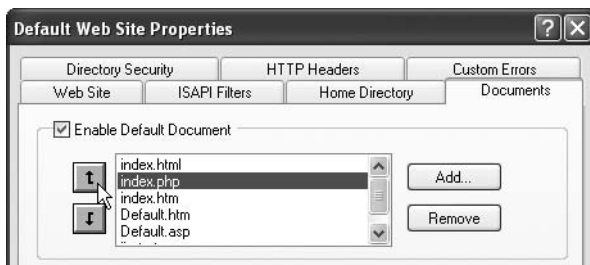 Default Web Site Properties
Directory Security HTTP Headers Custom Errors
Web Site ISAPI Filters Home Directory Documents
Enable Default Document
index.html
index.php
index.htm
Default.htm
Default.asp
Add...
Remove